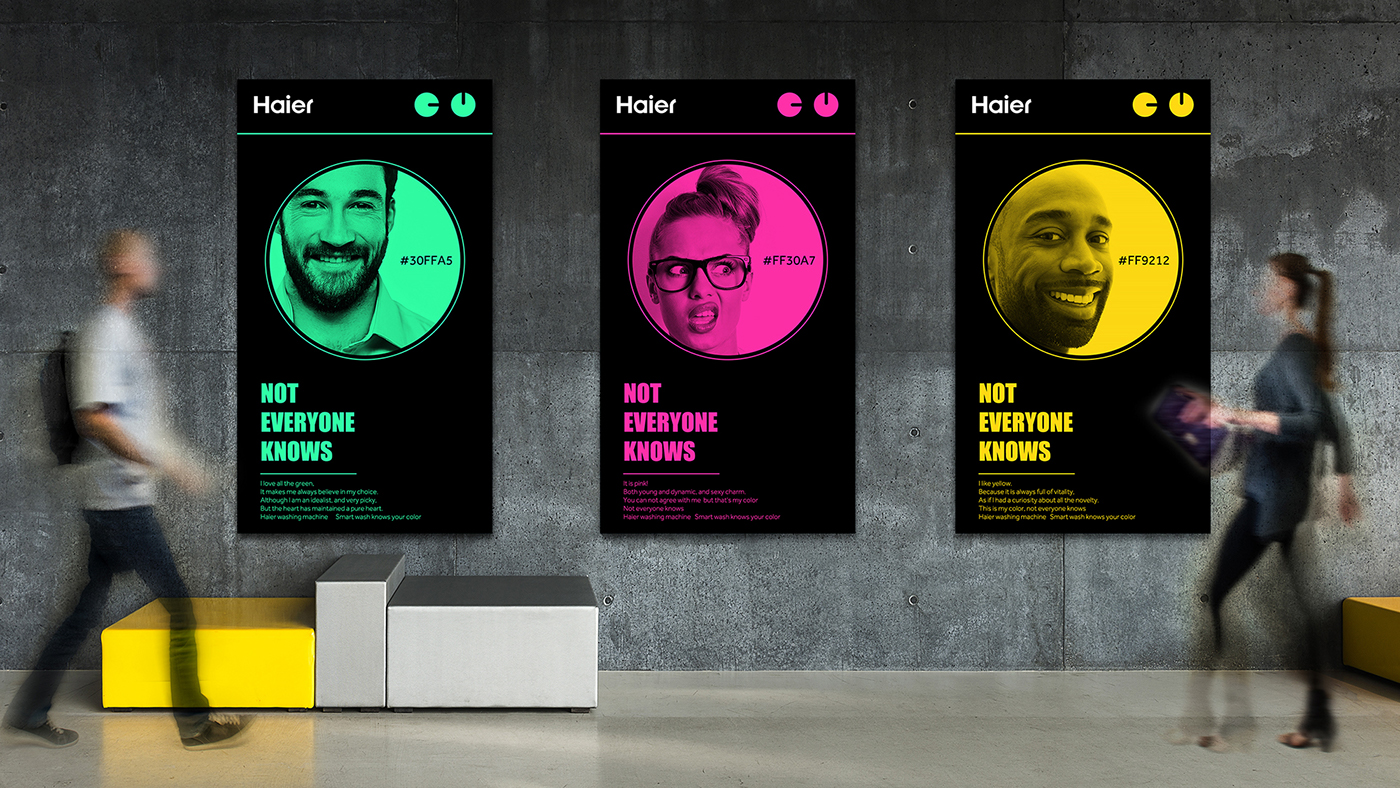 Haier
#30FFA5
NOT
EVERYONE
KNOWS
I love all the green,
It makes me always believe in my choice.
Although I am an idealist, and very picky,
But the heart has maintained a pure heart.
Haier washing machine Smart wash knows your color
Haier
#FF30A7
NOT
EVERYONE
KNOWS
It is pink!
Both young and dynamic, and sexy charm.
You can not agree with me but that's my color
Not everyone knows
Haier washing machine Smart wash knows your color
Haier
#FF9212
NOT
EVERYONE
KNOWS
I like yellow.
Because it is always full of vitality,
As if I had a curiosity about all the novelty.
This is my color, not everyone knows
Haier washing machine Smart wash knows your color